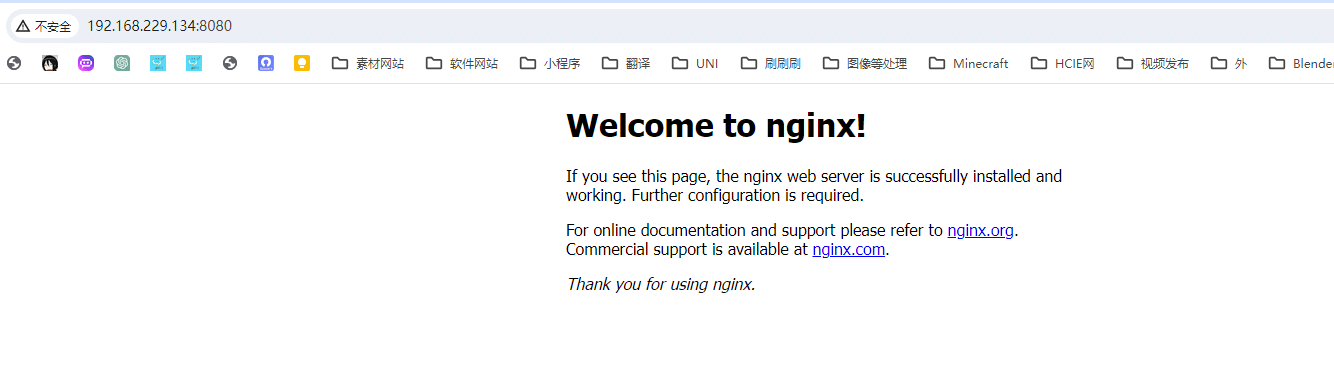 不安全 192.168.229.134:8080
素材网站 软件网站 小程序 翻译 UNI 刷刷刷 图像等处理 Minecraft HCIE网 视频发布 外 Blender
Welcome to nginx!
If you see this page, the nginx web server is successfully installed and
working. Further configuration is required.
For online documentation and support please refer to nginx.org.
Commercial support is available at nginx.com.
Thank you for using nginx.